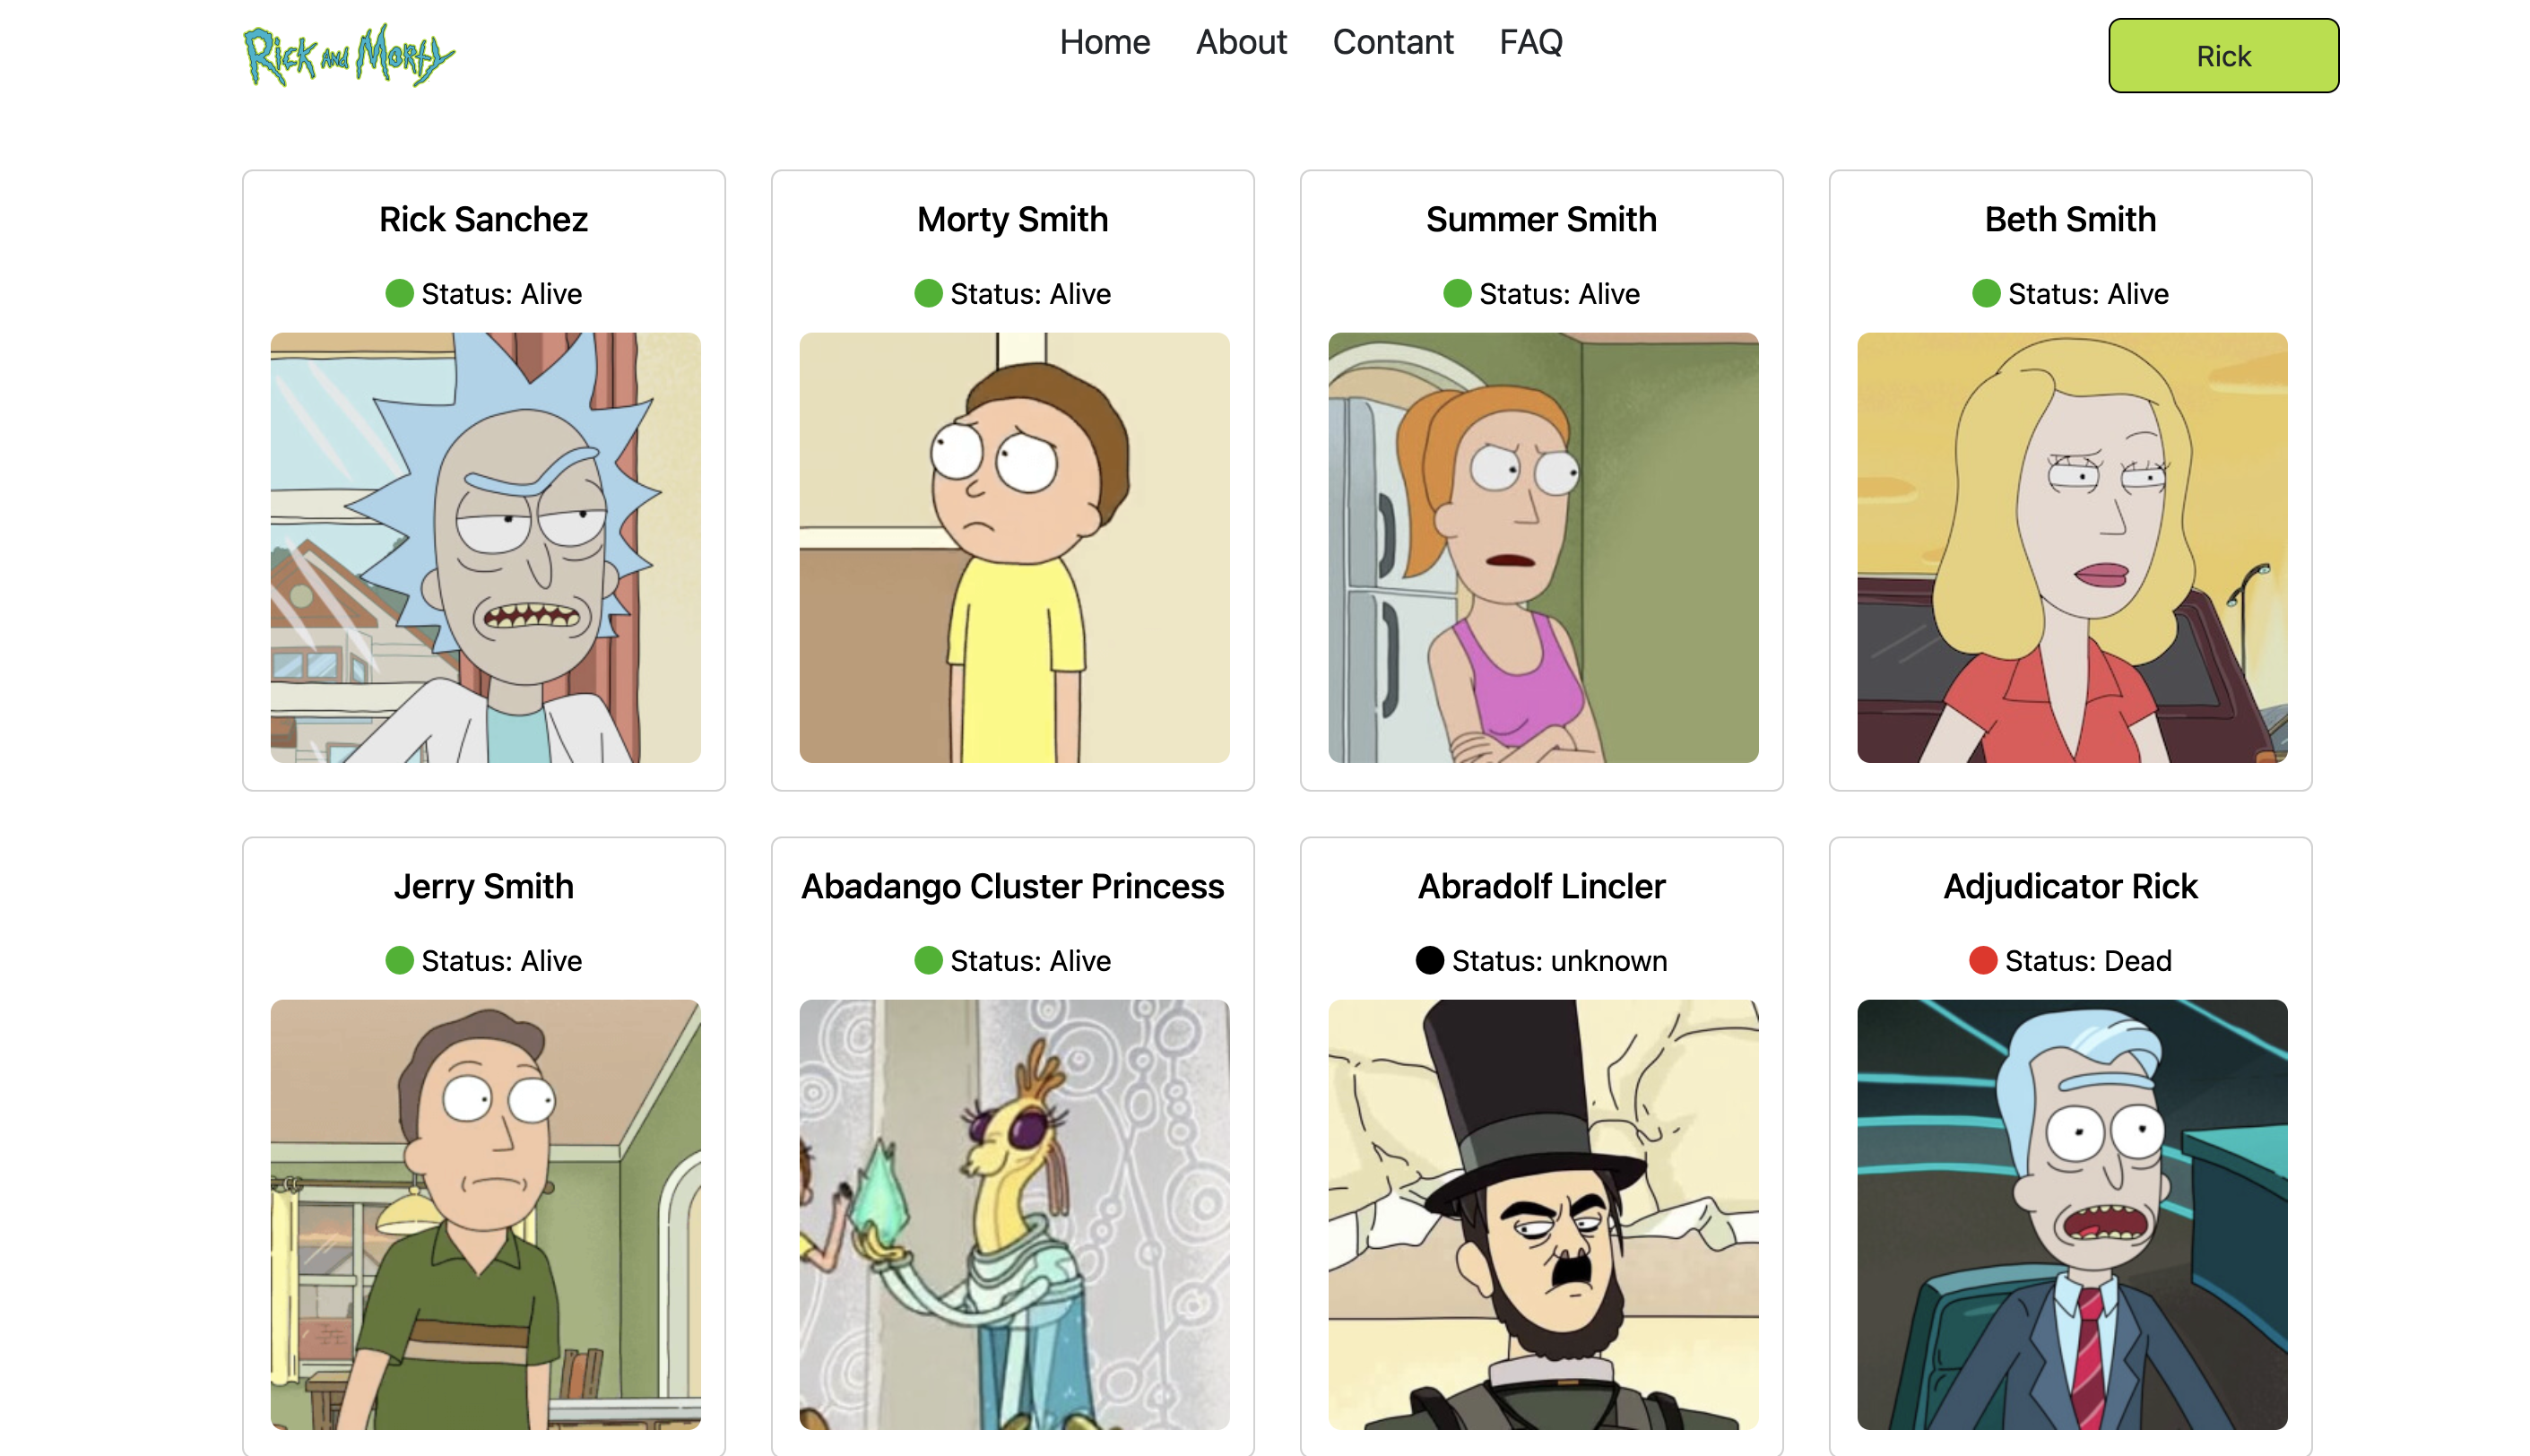 Rick and Morty
Home About Contant FAQ
Rick
Rick Sanchez
Status: Alive
Morty Smith
Status: Alive
Summer Smith
Status: Alive
Beth Smith
Status: Alive
Jerry Smith
Status: Alive
Abadango Cluster Princess
Status: Alive
Abradolf Lincler
Status: unknown
Adjudicator Rick
Status: Dead